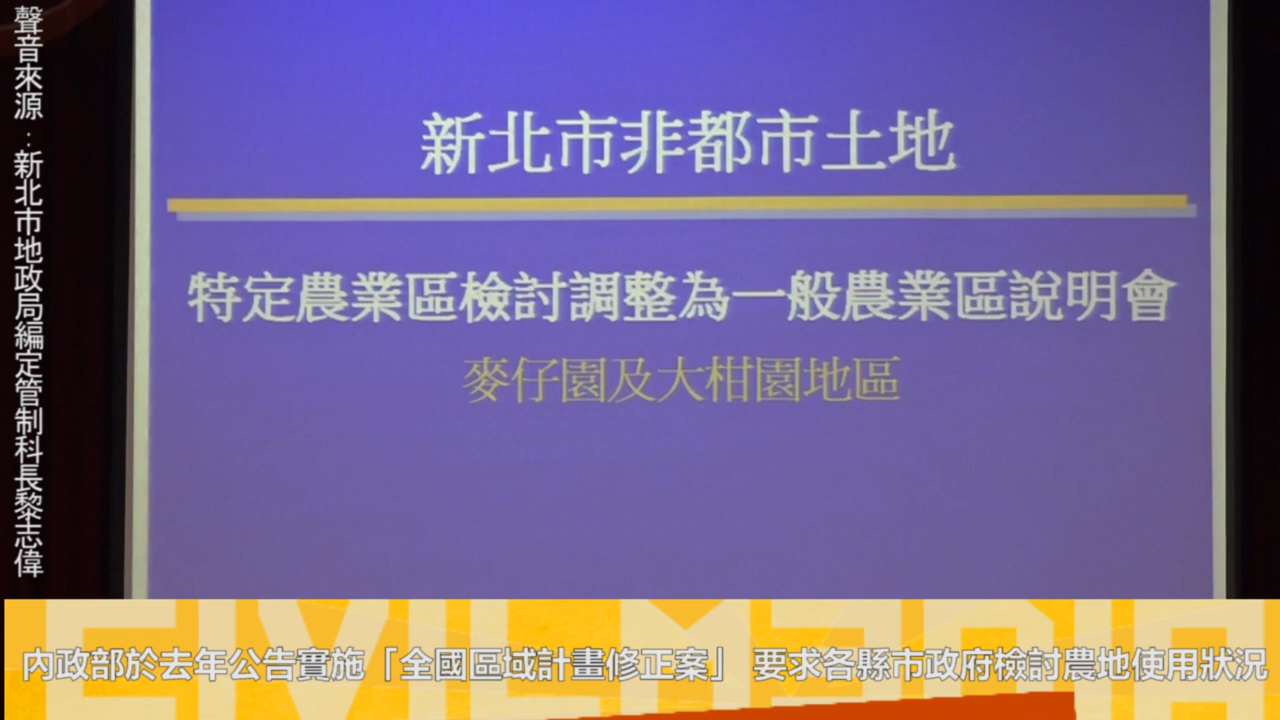 聲音來源：新北市地政局編定管制科長黎志偉
新北市非都市土地
特定農業區檢討調整為一般農業區說明會
麥仔園及大柑園地區
內政部於去年公告實施「全國區域計畫修正案」 要求各縣市政府檢討農地使用狀況